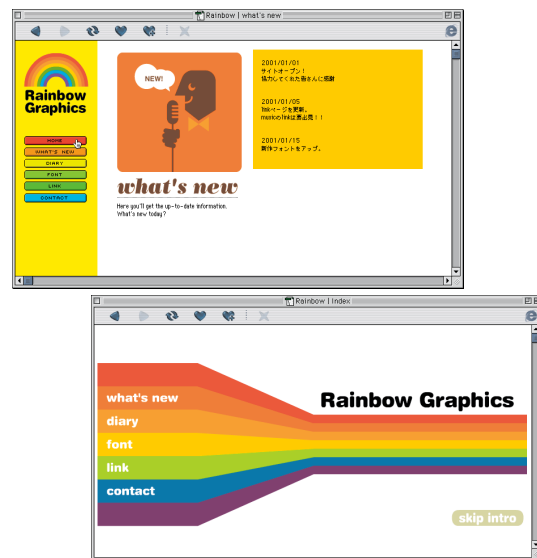 Rainbow | what's new
Rainbow
Graphics
HOME
WHAT'S NEW
DIARY
FONT
LINK
CONTACT
NEW!
what's new
Here you'll get the up-to-date information.
What's new today?
2001/01/01
サイトオープン！
協力してくれた皆さんに感謝
2001/01/05
linkページを更新。
musicのlinkは要出見！！
2001/01/15
新作フォントをアップ。
Rainbow | Index
what's new
diary
font
link
contact
Rainbow Graphics
skip intro